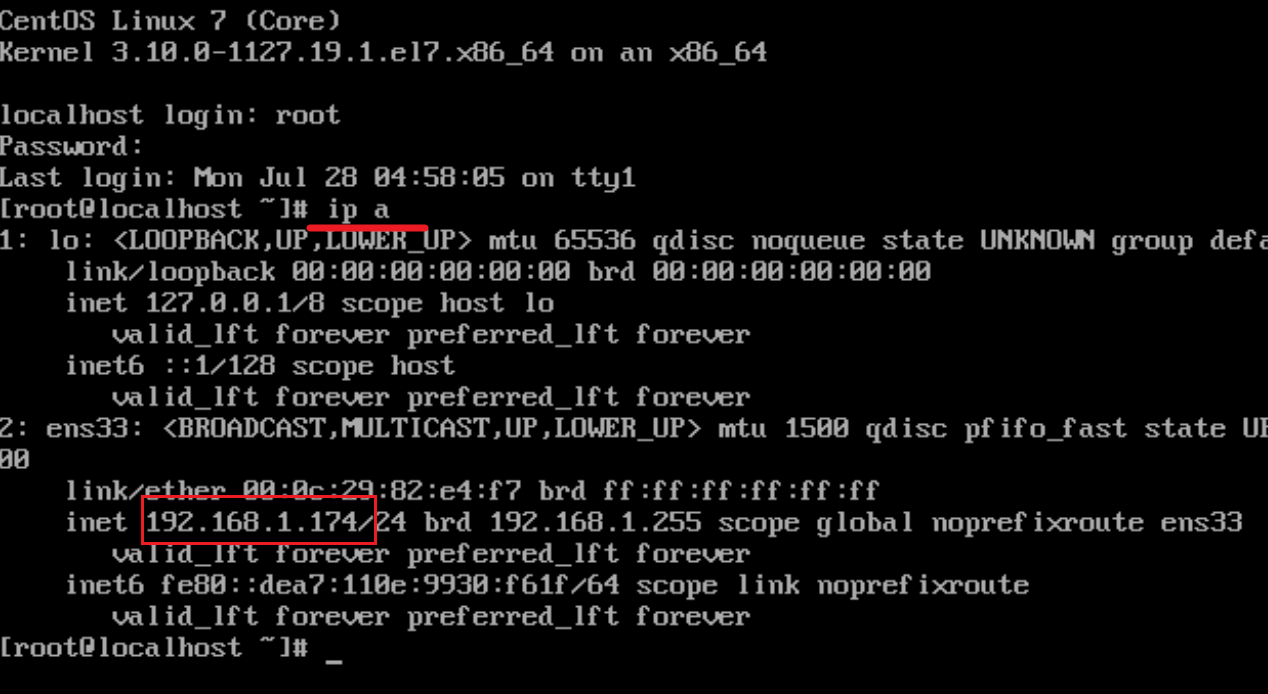 CentOS Linux 7 (Core)
Kernel 3.10.0-1127.19.1.el7.x86_64 on an x86_64
localhost login: root
Password:
Last login: Mon Jul 28 04:58:05 on tty1
[root@localhost ~]# ip a
1: lo: <LOOPBACK,UP,LOWER_UP> mtu 65536 qdisc noqueue state UNKNOWN group defa
link/loopback 00:00:00:00:00:00 brd 00:00:00:00:00:00
inet 127.0.0.1/8 scope host lo
valid_lft forever preferred_lft forever
inet6 ::1/128 scope host
valid_lft forever preferred_lft forever
2: ens33: <BROADCAST,MULTICAST,UP,LOWER_UP> mtu 1500 qdisc pfifo_fast state UP
00
link/ether 00:0c:29:82:e4:f7 brd ff:ff:ff:ff:ff:ff
inet 192.168.1.174/24 brd 192.168.1.255 scope global noprefixroute ens33
valid_lft forever preferred_lft forever
inet6 fe80::dea7:110e:9930:f61f/64 scope link noprefixroute
valid_lft forever preferred_lft forever
[root@localhost ~]# _